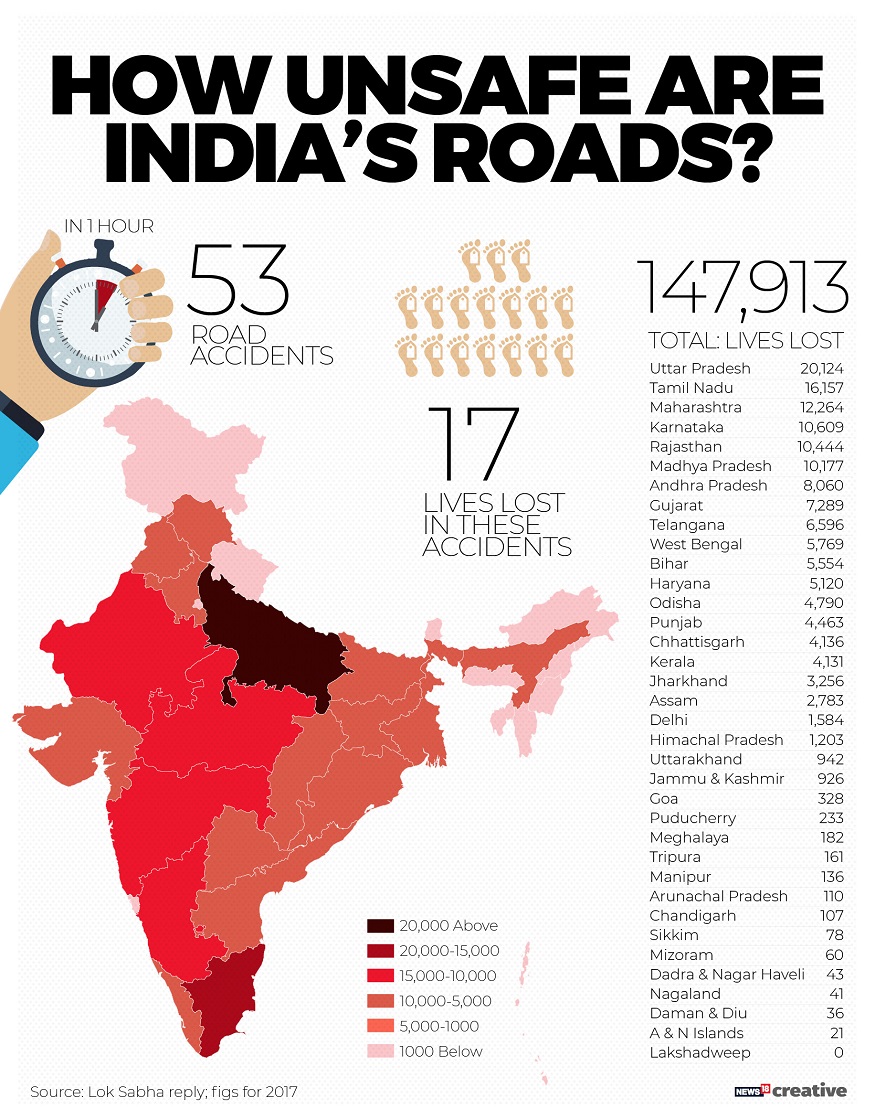 HOW UNSAFE ARE
INDIA'S ROADS?
IN 1 HOUR
53
ROAD
ACCIDENTS
17
LIVES LOST
IN THESE
ACCIDENTS
147,913
TOTAL: LIVES LOST
Uttar Pradesh 20,124
Tamil Nadu 16,157
Maharashtra 12,264
Karnataka 10,609
Rajasthan 10,444
Madhya Pradesh 10,177
Andhra Pradesh 8,060
Gujarat 7,289
Telangana 6,596
West Bengal 5,769
Bihar 5,554
Haryana 5,120
Odisha 4,790
Punjab 4,463
Chhattisgarh 4,136
Kerala 4,131
Jharkhand 3,256
Assam 2,783
Delhi 1,584
Himachal Pradesh 1,203
Uttarakhand 942
Jammu & Kashmir 926
Goa 328
Puducherry 233
Meghalaya 182
Tripura 161
Manipur 136
Arunachal Pradesh 110
Chandigarh 107
Sikkim 78
Mizoram 60
Dadra & Nagar Haveli 43
Nagaland 41
Daman & Diu 36
A & N Islands 21
Lakshadweep 0
20,000 Above
20,000-15,000
15,000-10,000
10,000-5,000
5,000-1000
1000 Below
Source: Lok Sabha reply; figs for 2017
NEWS18 creative